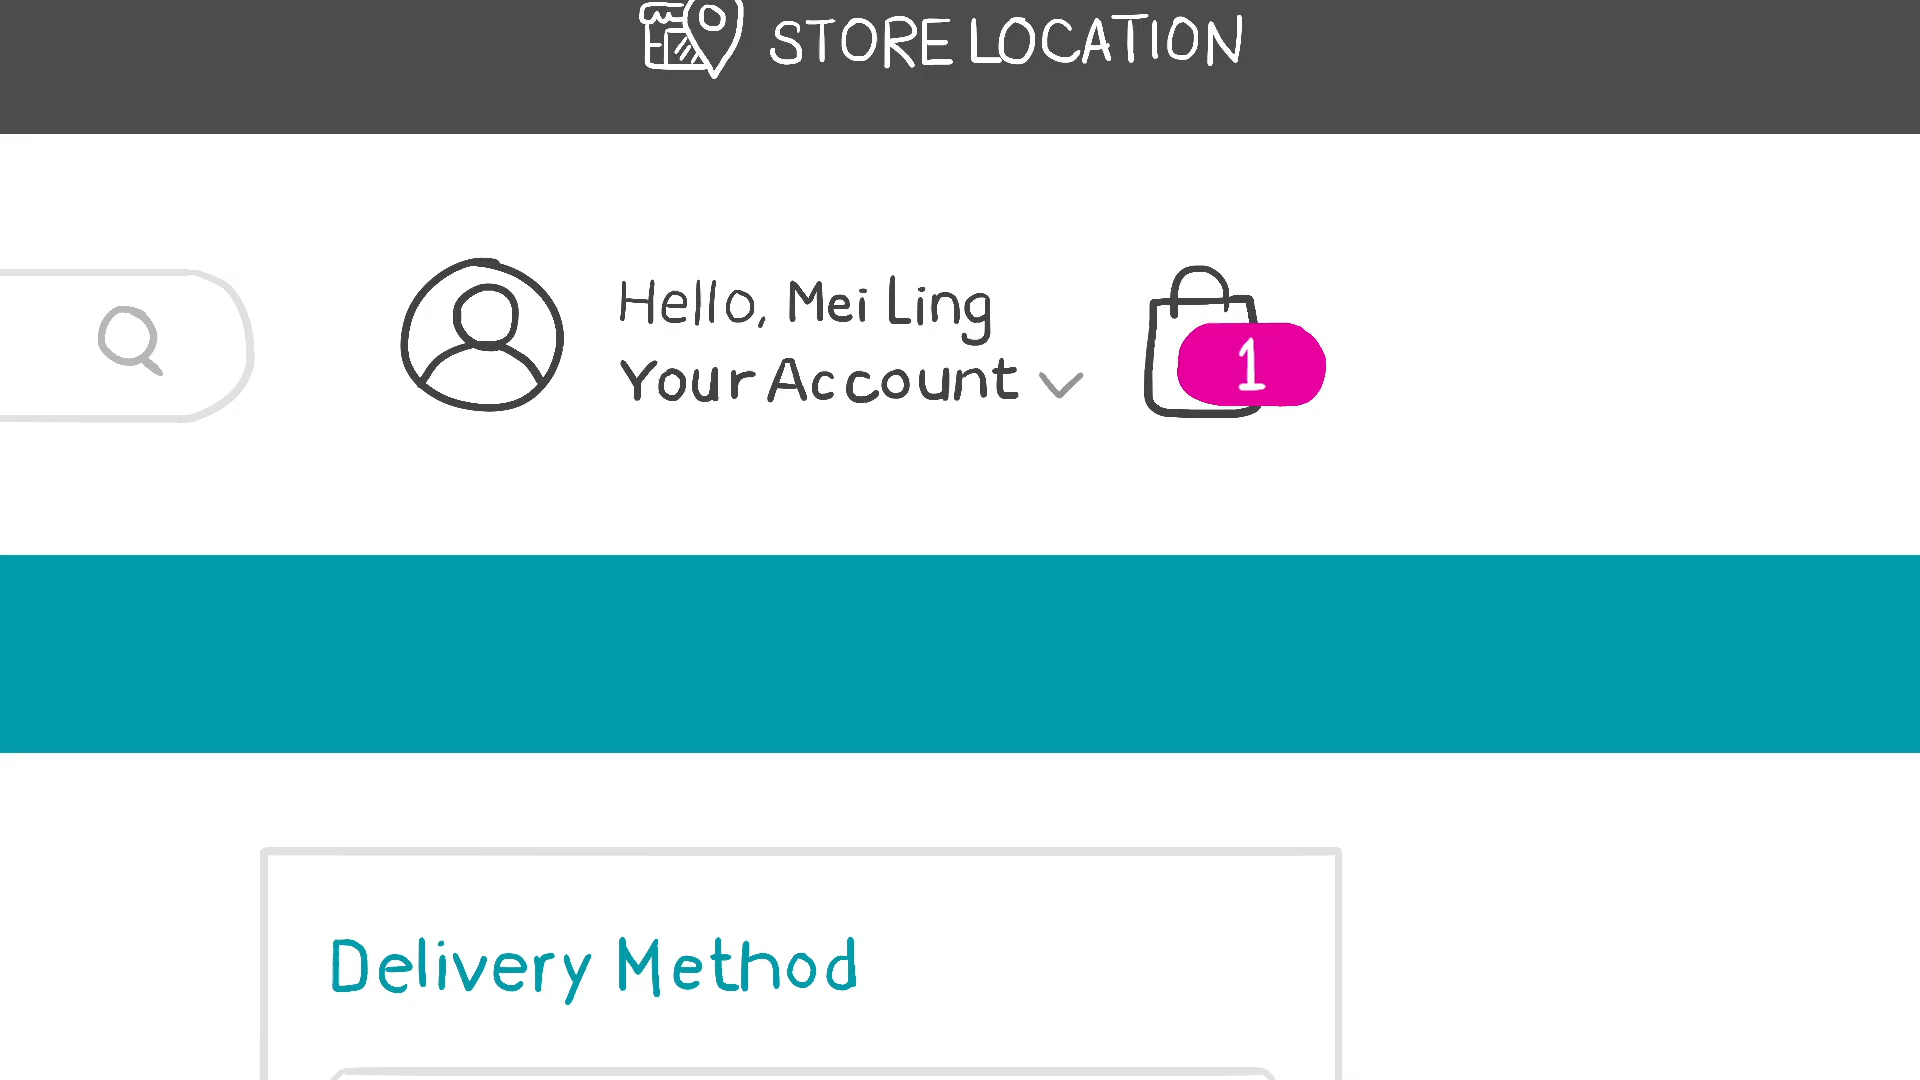 STORE LOCATION
Hello, Mei Ling
Your Account
1
Delivery Method